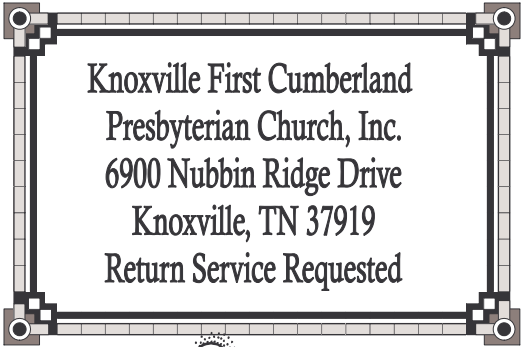 Knoxville First Cumberland
Presbyterian Church, Inc.
6900 Nubbin Ridge Drive
Knoxville, TN 37919
Return Service Requested